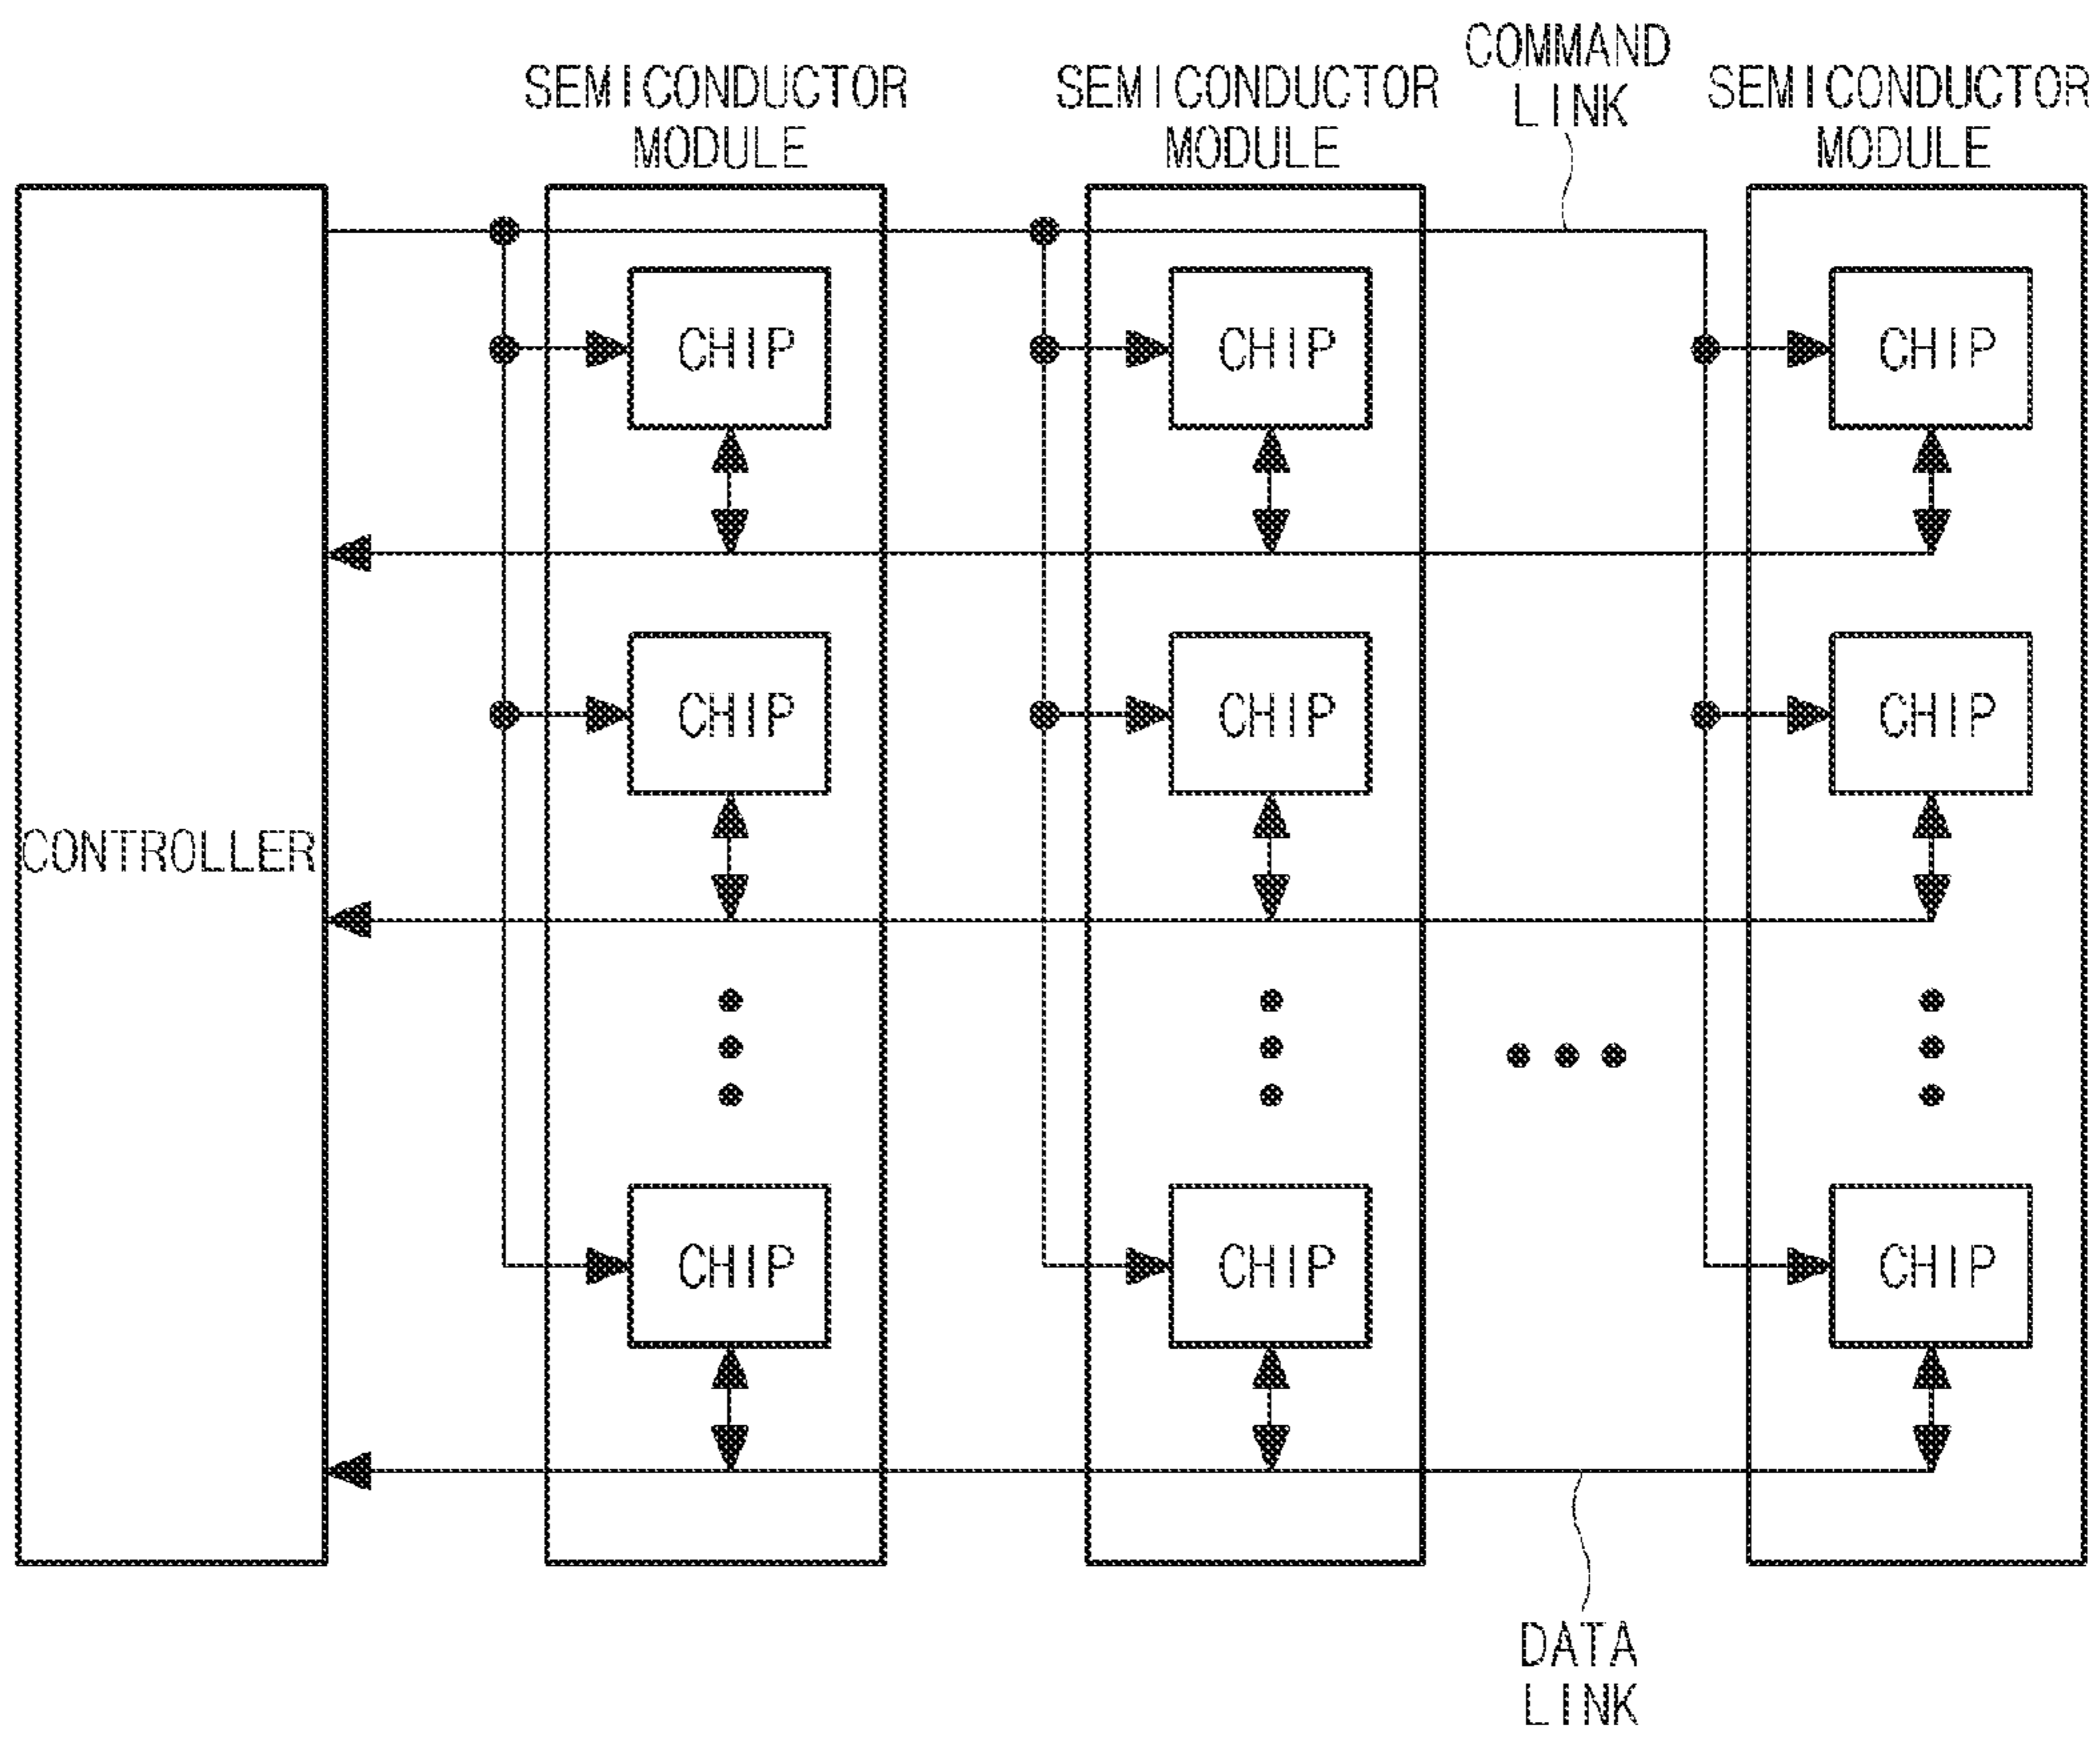 COMMAND
LINK
SEMICONDUCTOR
MODULE
SEMICONDUCTOR
MODULE
SEMICONDUCTOR
MODULE
CHIP
CHIP
CHIP
CHIP
CHIP
CHIP
CONTROLLER
CHIP
CHIP
CHIP
DATA
LINK